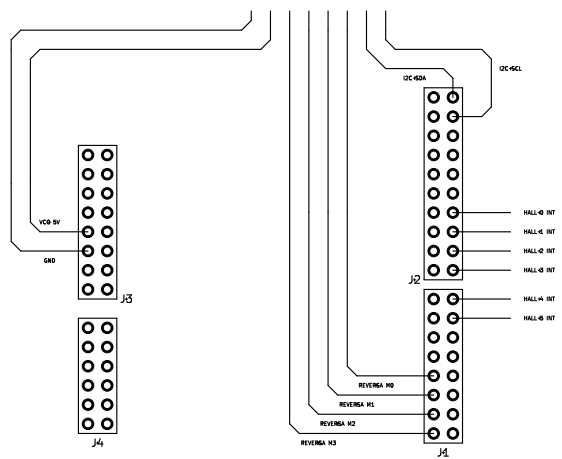 I2C-SCL
I2C-SDA
VCO 5V
GND
HALL-0 INT
HALL-1 INT
HALL-2 INT
HALL-3 INT
J2
J3
HALL-4 INT
HALL-5 INT
REVERSA M0
REVERSA M1
REVERSA M2
REVERSA M3
J4
J1